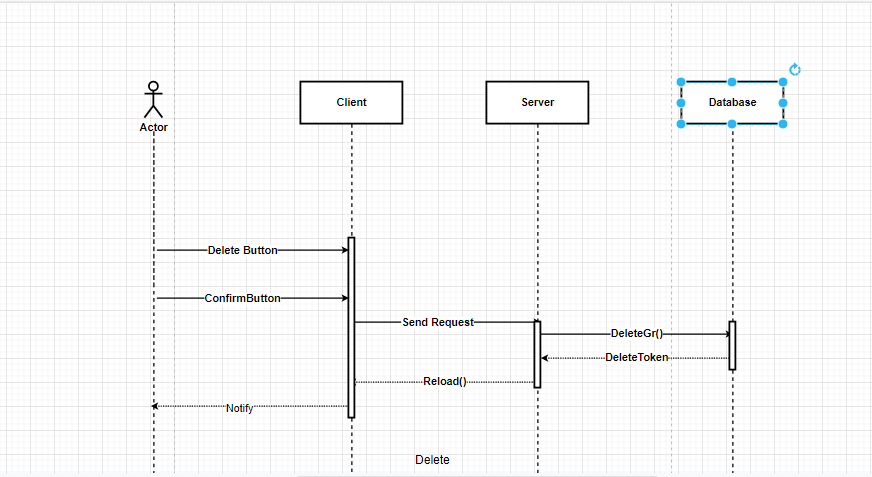 Actor
Client
Server
Database
Delete Button
ConfirmButton
Send Request
DeleteGr()
DeleteToken
Reload()
Notify
Delete